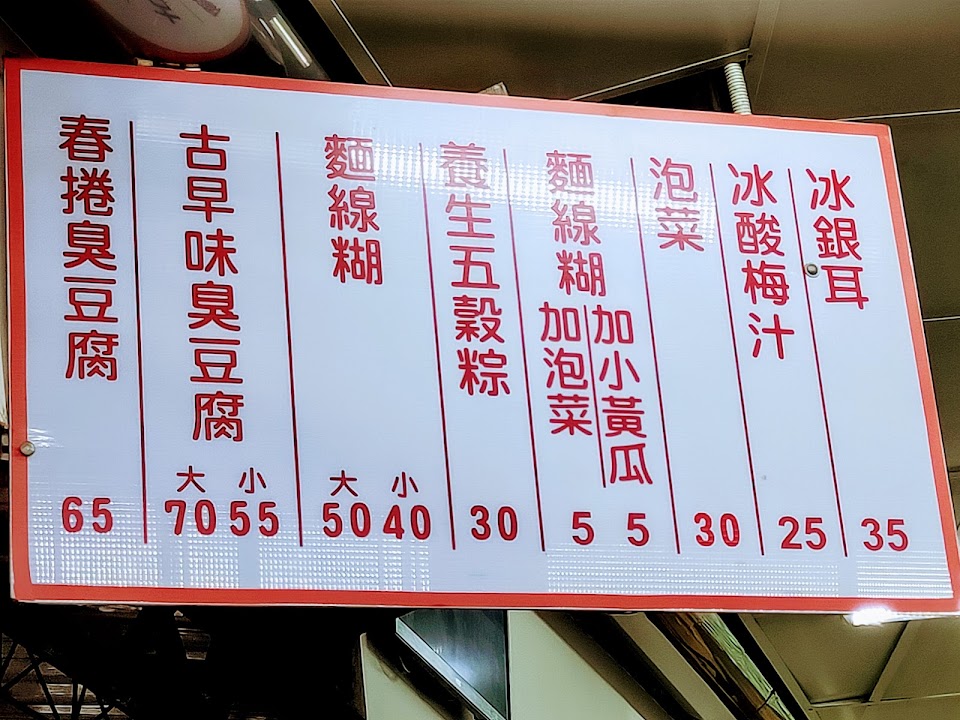 冰銀耳
35
冰酸梅汁
25
泡菜
30
麵線糊
加小黃瓜
5
加泡菜
5
養生五穀粽
30
麵線糊
大 小
50 40
古早味臭豆腐
大 小
70 55
春捲臭豆腐
65